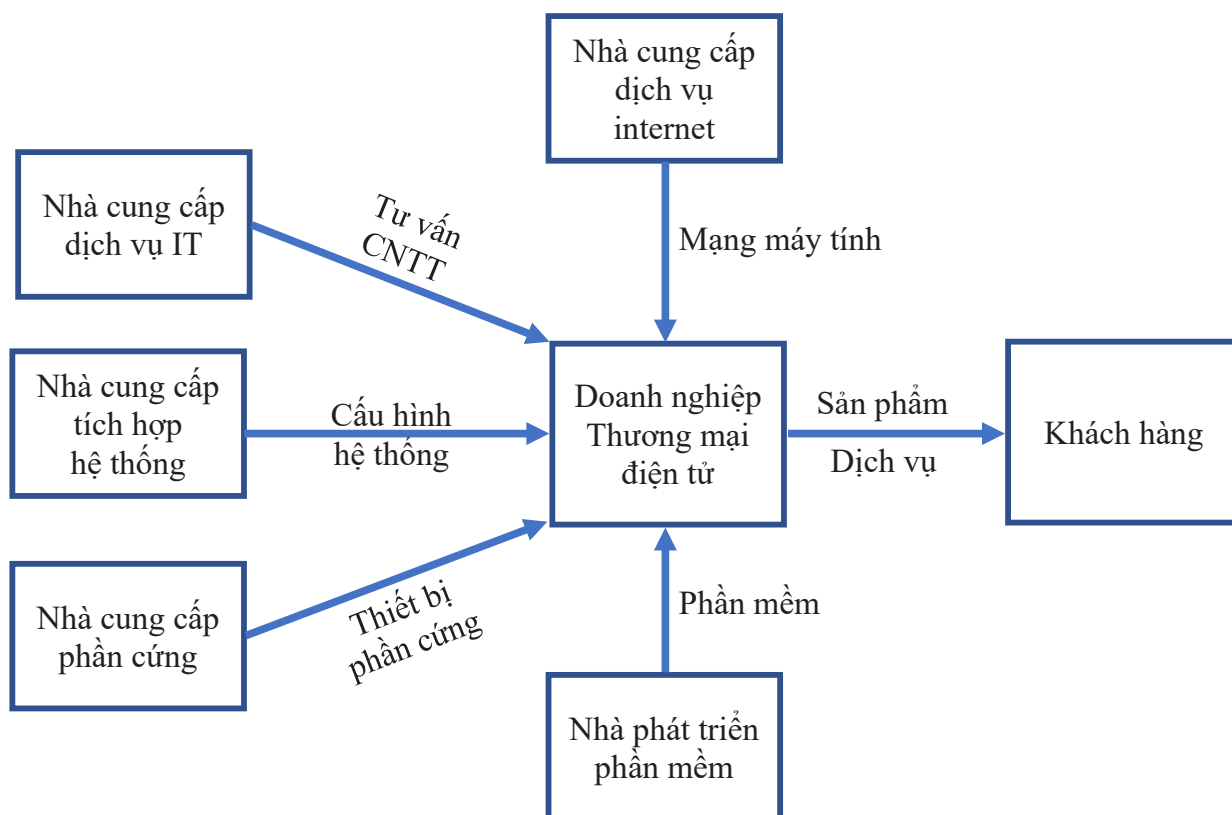 Nhà cung cấp
dịch vụ
internet
Nhà cung cấp
dịch vụ IT
Tư vấn
CNTT
Mạng máy tính
Nhà cung cấp
tích hợp
hệ thống
Cấu hình
hệ thống
Doanh nghiệp
Thương mại
điện tử
Sản phẩm
Dịch vụ
Khách hàng
Nhà cung cấp
phần cứng
Thiết bị
phần cứng
Phần mềm
Nhà phát triển
phần mềm